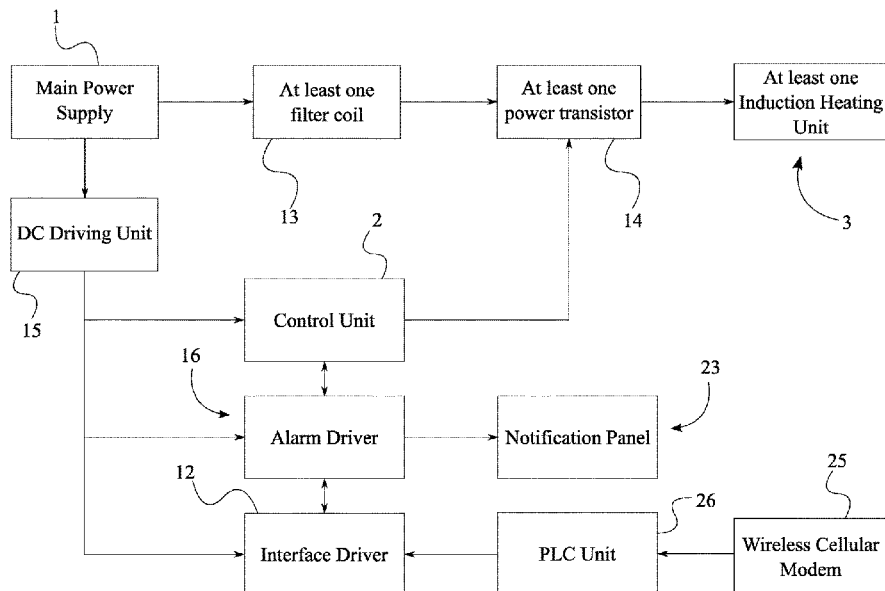 1
Main Power
Supply
At least one
filter coil
At least one
power transistor
At least one
Induction Heating
Unit
13
14
3
DC Driving Unit
2
15
Control Unit
16
23
Alarm Driver
Notification Panel
12
26
25
Interface Driver
PLC Unit
Wireless Cellular
Modem